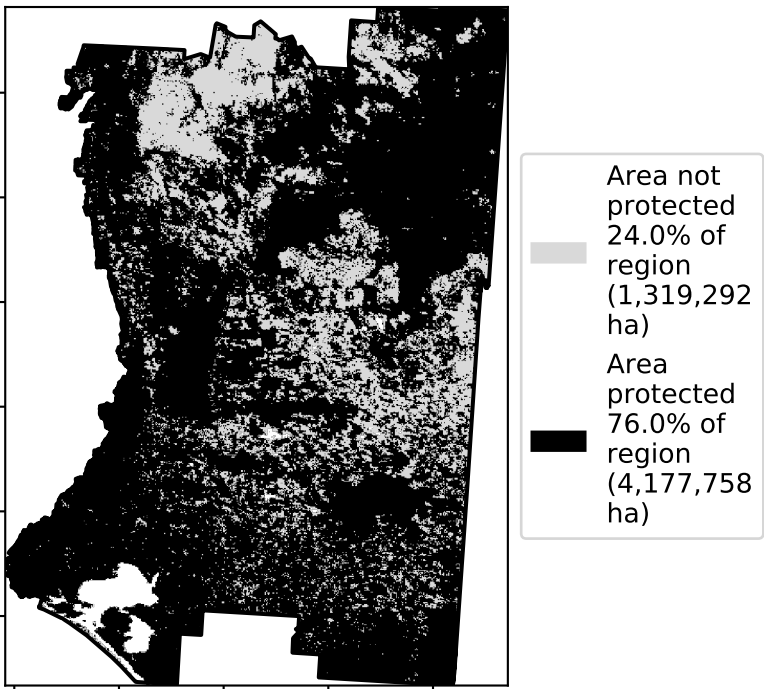 Area not
protected
24.0% of
region
(1,319,292
ha)
Area
protected
76.0% of
region
(4,177,758
ha)